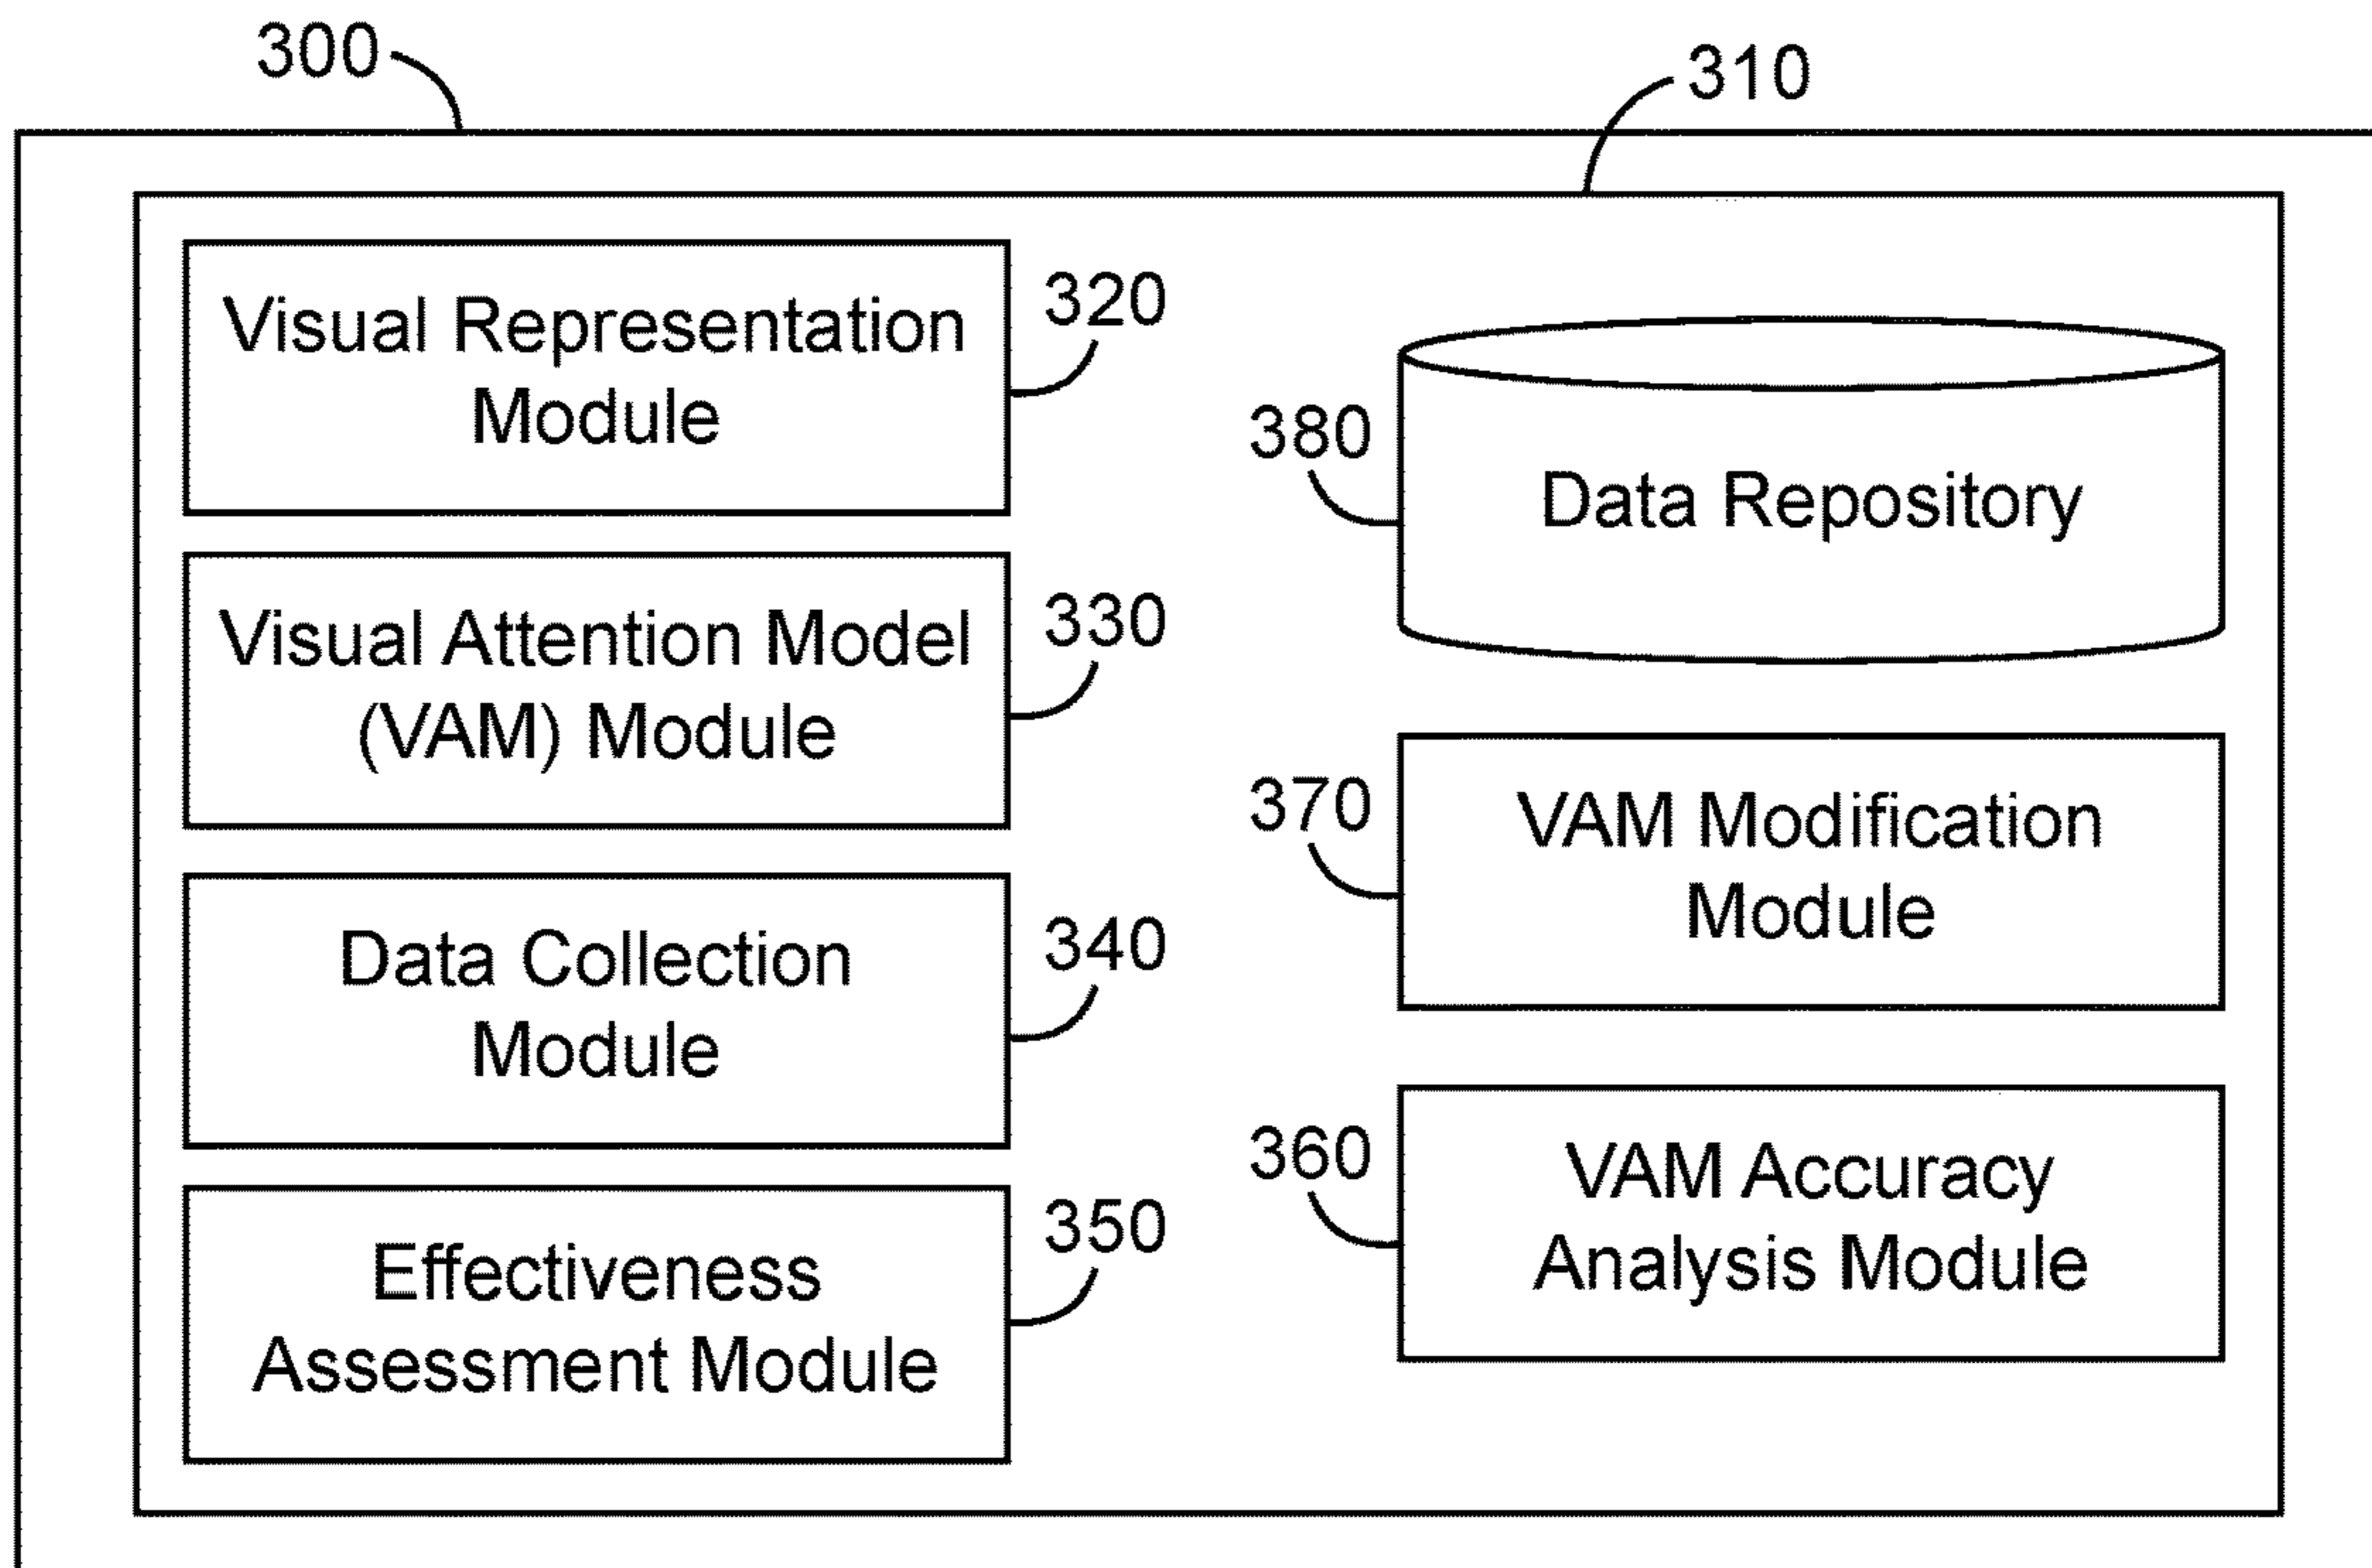 300
310
Visual Representation
Module
320
Visual Attention Model
(VAM) Module
330
Data Collection
Module
340
Effectiveness
Assessment Module
350
380
Data Repository
370
VAM Modification
Module
360
VAM Accuracy
Analysis Module